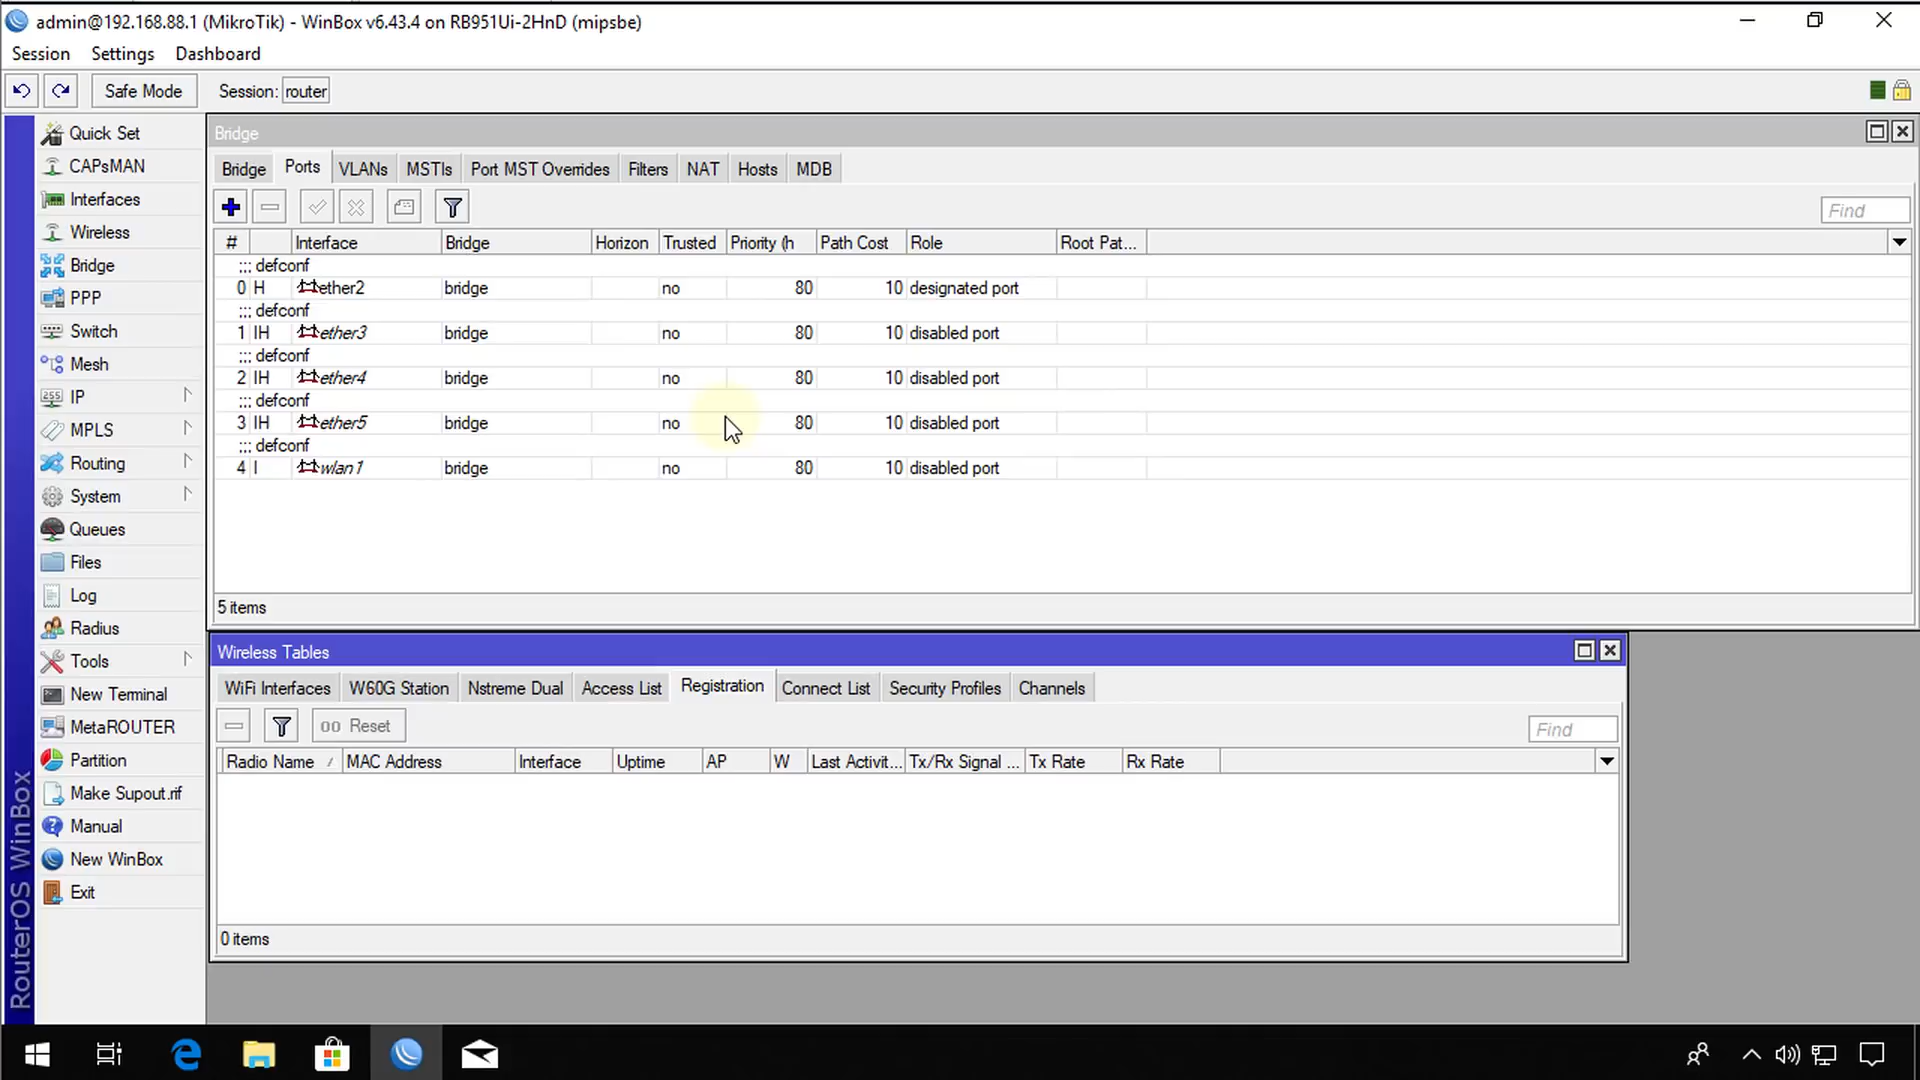 admin@192.168.88.1 (MikroTik) - WinBox v6.43.4 on RB951Ui-2HnD (mipsbe)
Session Settings Dashboard
Safe Mode Session: router
Quick Set
CAPsMAN
Interfaces
Wireless
Bridge
PPP
Switch
Mesh
255 IP
MPLS
Routing
System
Queues
Files
Log
Radius
Tools
New Terminal
MetaROUTER
Partition
Make Supout.rif
Manual
New WinBox
Exit
RouterOS WinBox
Bridge
Bridge Ports VLANs MSTIs Port MST Overrides Filters NAT Hosts MDB
Find
# Interface Bridge Horizon Trusted Priority (h Path Cost Role Root Pat...
;;; defconf
0 H ether2 bridge no 80 10 designated port
;;; defconf
1 IH ether3 bridge no 80 10 disabled port
;;; defconf
2 IH ether4 bridge no 80 10 disabled port
;;; defconf
3 IH ether5 bridge no 80 10 disabled port
;;; defconf
4 I wlan1 bridge no 80 10 disabled port
5 items
Wireless Tables
WiFi Interfaces W60G Station Nstreme Dual Access List Registration Connect List Security Profiles Channels
00 Reset Find
Radio Name / MAC Address Interface Uptime AP W Last Activit... Tx/Rx Signal ... Tx Rate Rx Rate
0 items